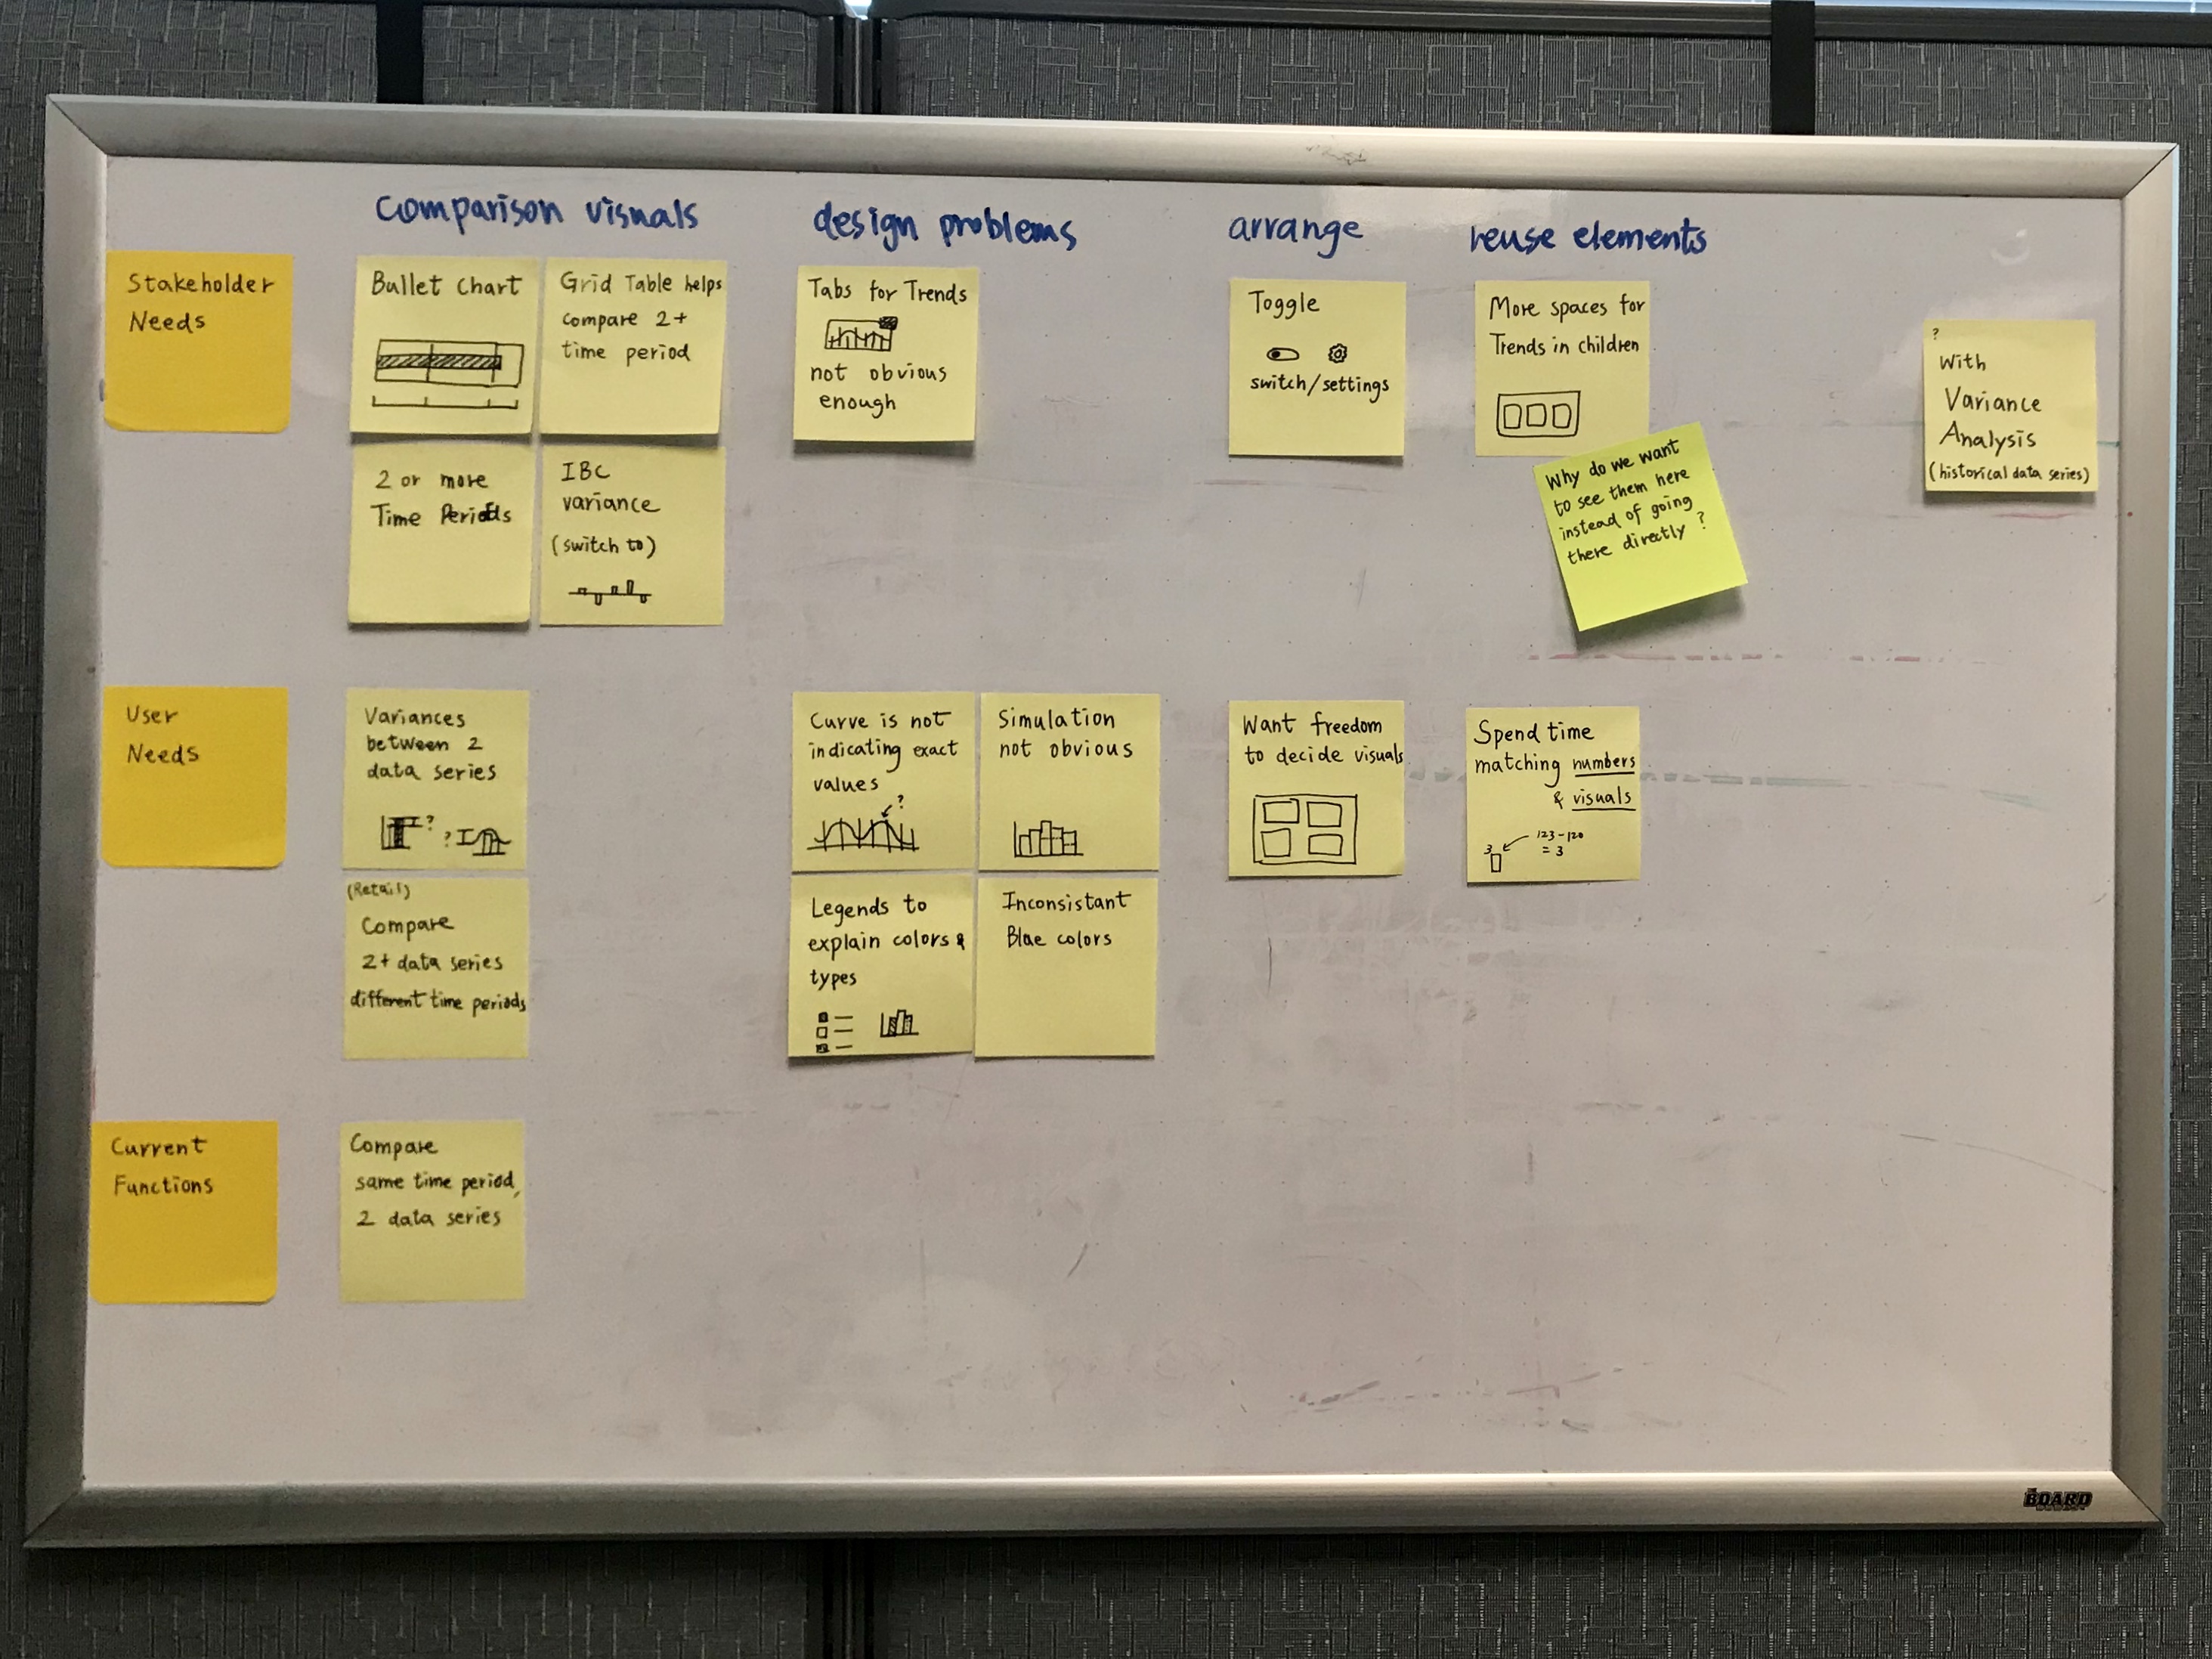 comparison visuals
design problems
arrange
reuse elements
Stakeholder
Needs
Bullet Chart
Grid Table helps
compare 2+
time period
2 or more
Time Periods
IBC
variance
(switch to)
Tabs for Trends
not obvious
enough
Toggle
switch/settings
More spaces for
Trends in children
Why do we want
to see them here
instead of going
there directly ?
?
With
Variance
Analysis
(historical data series)
User
Needs
Variances
between 2
data series
?
?
(Retail)
Compare
2+ data series
different time periods
Curve is not
indicating exact
values
?
Simulation
not obvious
Legends to
explain colors &
types
Inconsistant
Blue colors
Want freedom
to decide visuals
Spend time
matching numbers
& visuals
123-120
= 3
3
Current
Functions
Compare
same time period,
2 data series
BOARD